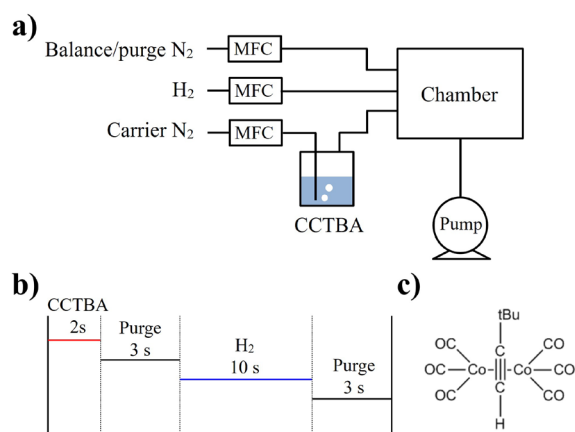 a)
Balance/purge N₂ MFC
H₂ MFC
Carrier N₂ MFC
Chamber
CCTBA
Pump
b)
CCTBA
2s
Purge
3 s
H₂
10 s
Purge
3 s
c)
tBu
OC C CO
OC Co Co CO
OC C CO
H